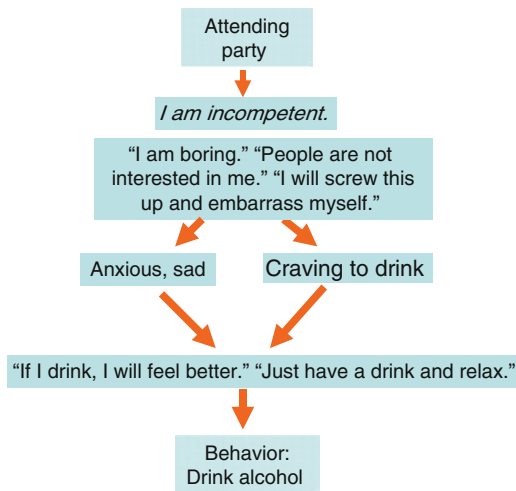 Attending
party
I am incompetent.
“I am boring.” “People are not
interested in me.” “I will screw this
up and embarrass myself.”
Anxious, sad
Craving to drink
“If I drink, I will feel better.” “Just have a drink and relax.”
Behavior:
Drink alcohol